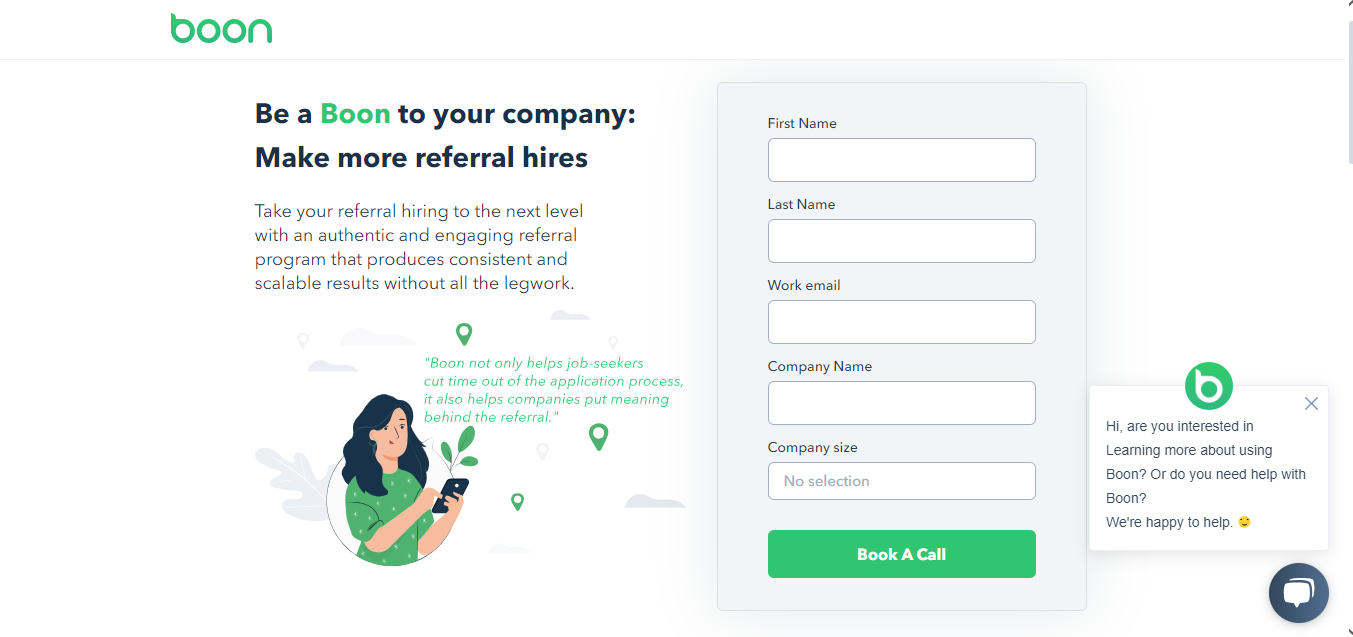 boon
Be a Boon to your company:
Make more referral hires
Take your referral hiring to the next level
with an authentic and engaging referral
program that produces consistent and
scalable results without all the legwork.
"Boon not only helps job-seekers
cut time out of the application process,
it also helps companies put meaning
behind the referral."
First Name
Last Name
Work email
Company Name
Company size
No selection
Book A Call
b
Hi, are you interested in
Learning more about using
Boon? Or do you need help with
Boon?
We're happy to help. 😉